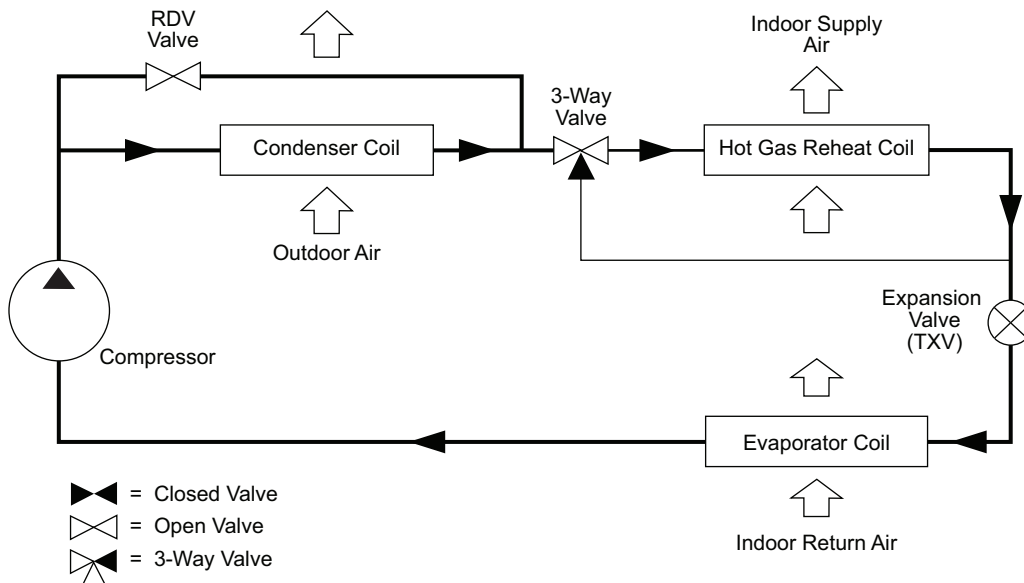 RDV
Valve
Indoor Supply
Air
3-Way
Valve
Condenser Coil
Hot Gas Reheat Coil
Outdoor Air
Expansion
Valve
(TXV)
Compressor
Evaporator Coil
= Closed Valve
= Open Valve
= 3-Way Valve
Indoor Return Air